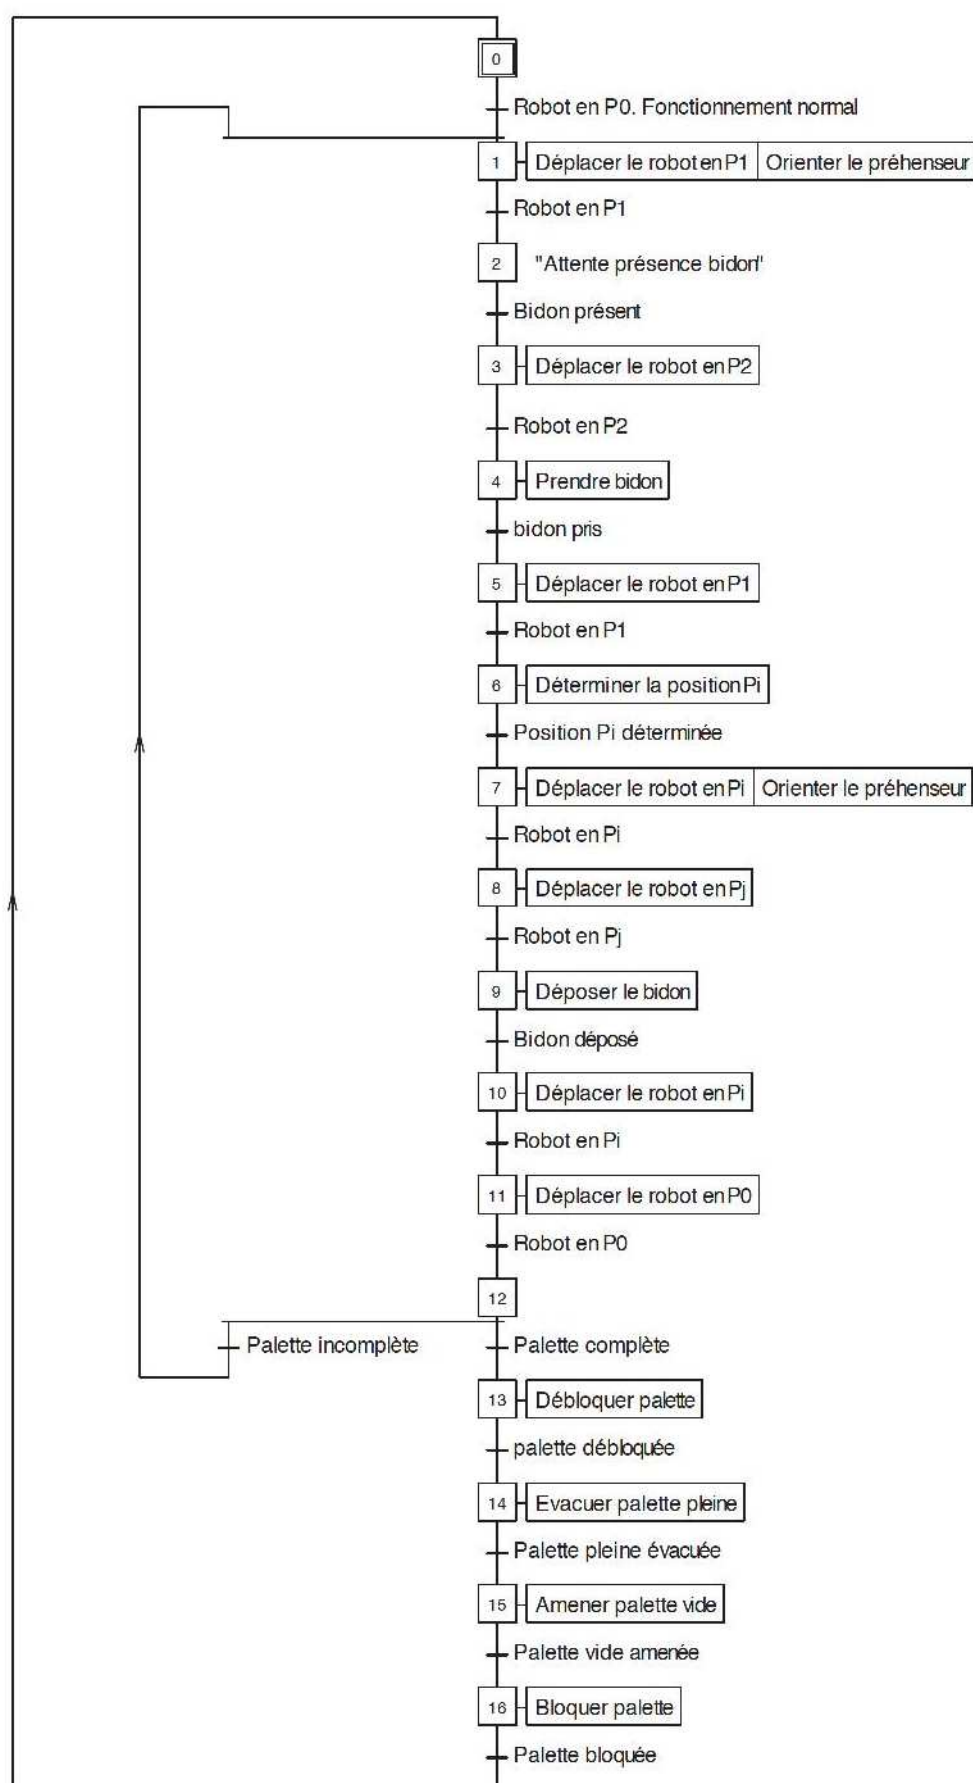 0
Robot en P0. Fonctionnement normal
1 Déplacer le robot en P1 Orienter le préhenseur
Robot en P1
2 "Attente présence bidon"
Bidon présent
3 Déplacer le robot en P2
Robot en P2
4 Prendre bidon
bidon pris
5 Déplacer le robot en P1
Robot en P1
6 Déterminer la position Pi
Position Pi déterminée
7 Déplacer le robot en Pi Orienter le préhenseur
Robot en Pi
8 Déplacer le robot en Pj
Robot en Pj
9 Déposer le bidon
Bidon déposé
10 Déplacer le robot en Pi
Robot en Pi
11 Déplacer le robot en P0
Robot en P0
12
Palette incomplète Palette complète
13 Débloquer palette
palette débloquée
14 Evacuer palette pleine
Palette pleine évacuée
15 Amener palette vide
Palette vide amenée
16 Bloquer palette
Palette bloquée